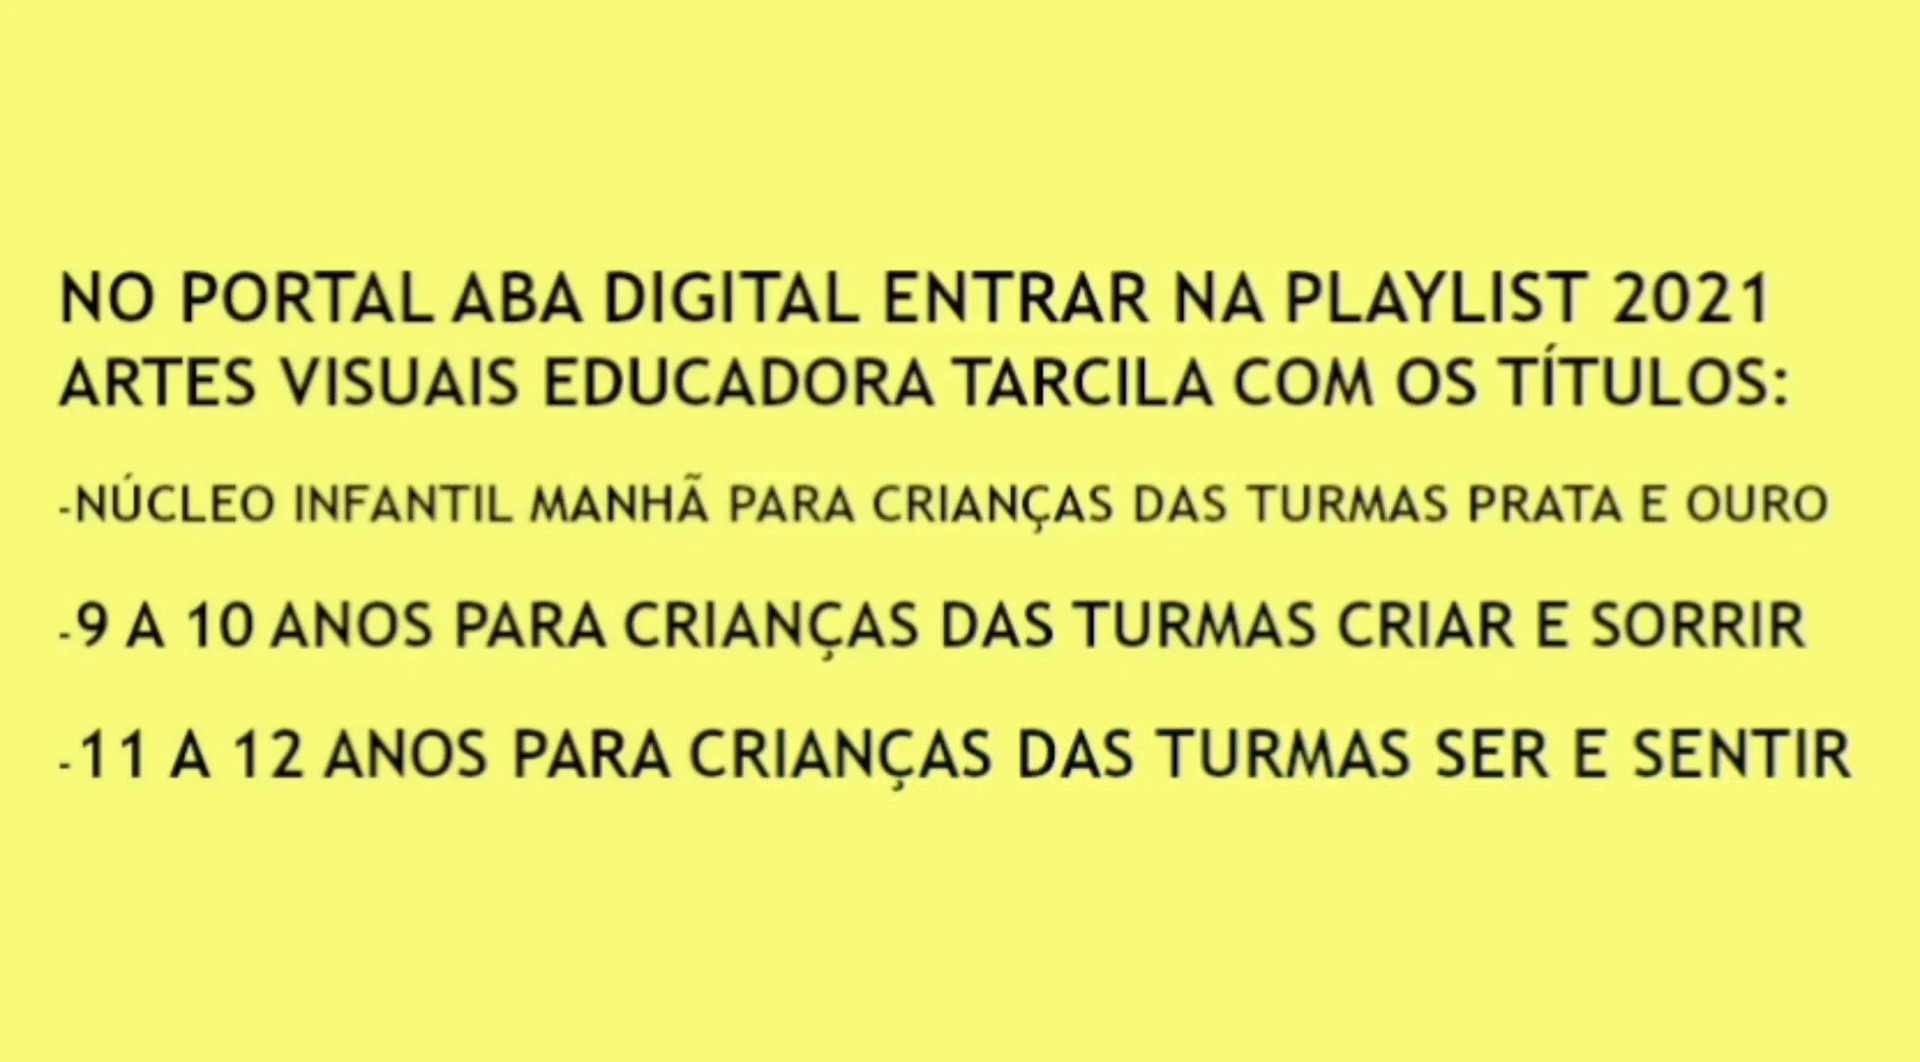 NO PORTAL ABA DIGITAL ENTRAR NA PLAYLIST 2021
ARTES VISUAIS EDUCADORA TARCILA COM OS TÍTULOS:
-NÚCLEO INFANTIL MANHÃ PARA CRIANÇAS DAS TURMAS PRATA E OURO
-9 A 10 ANOS PARA CRIANÇAS DAS TURMAS CRIAR E SORRIR
-11 A 12 ANOS PARA CRIANÇAS DAS TURMAS SER E SENTIR